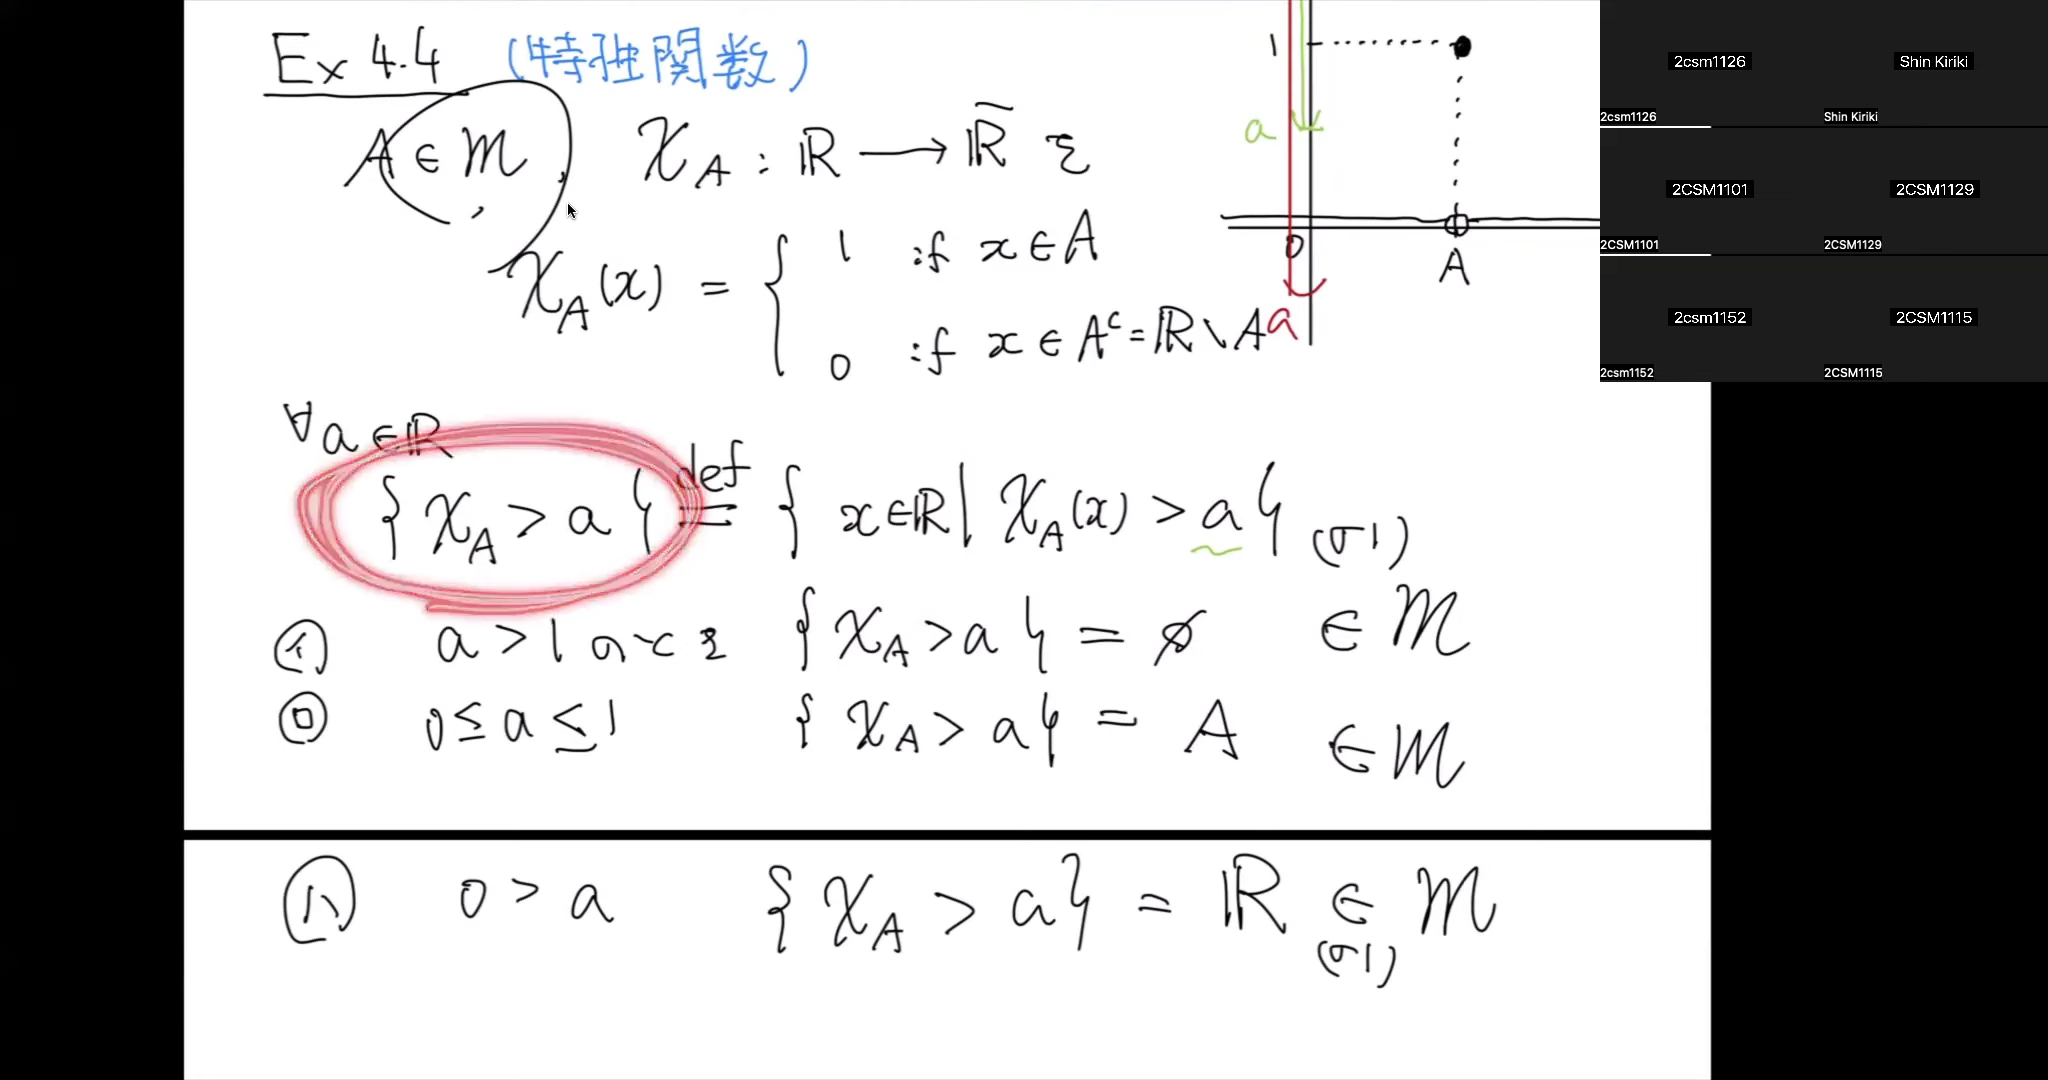 Ex 4.4 (特性関数)
A ∈ 𝓜, χ_A : ℝ ⟶ ℝ̃ を
χ_A(x) = { 1 if x ∈ A
0 if x ∈ A^c = ℝ \ A
1
a
0
A
a
∀a ∈ ℝ
{ χ_A > a } def= { x ∈ ℝ | χ_A(x) > a }
(σ1)
㋑ a > 1 のとき { χ_A > a } = ∅ ∈ 𝓜
㋺ 0 ≤ a ≤ 1 { χ_A > a } = A ∈ 𝓜
㋩ 0 > a { χ_A > a } = ℝ ∈ 𝓜
(σ1)
2csm1126 Shin Kiriki
2csm1126 Shin Kiriki
2CSM1101 2CSM1129
2CSM1101 2CSM1129
2csm1152 2CSM1115
2csm1152 2CSM1115